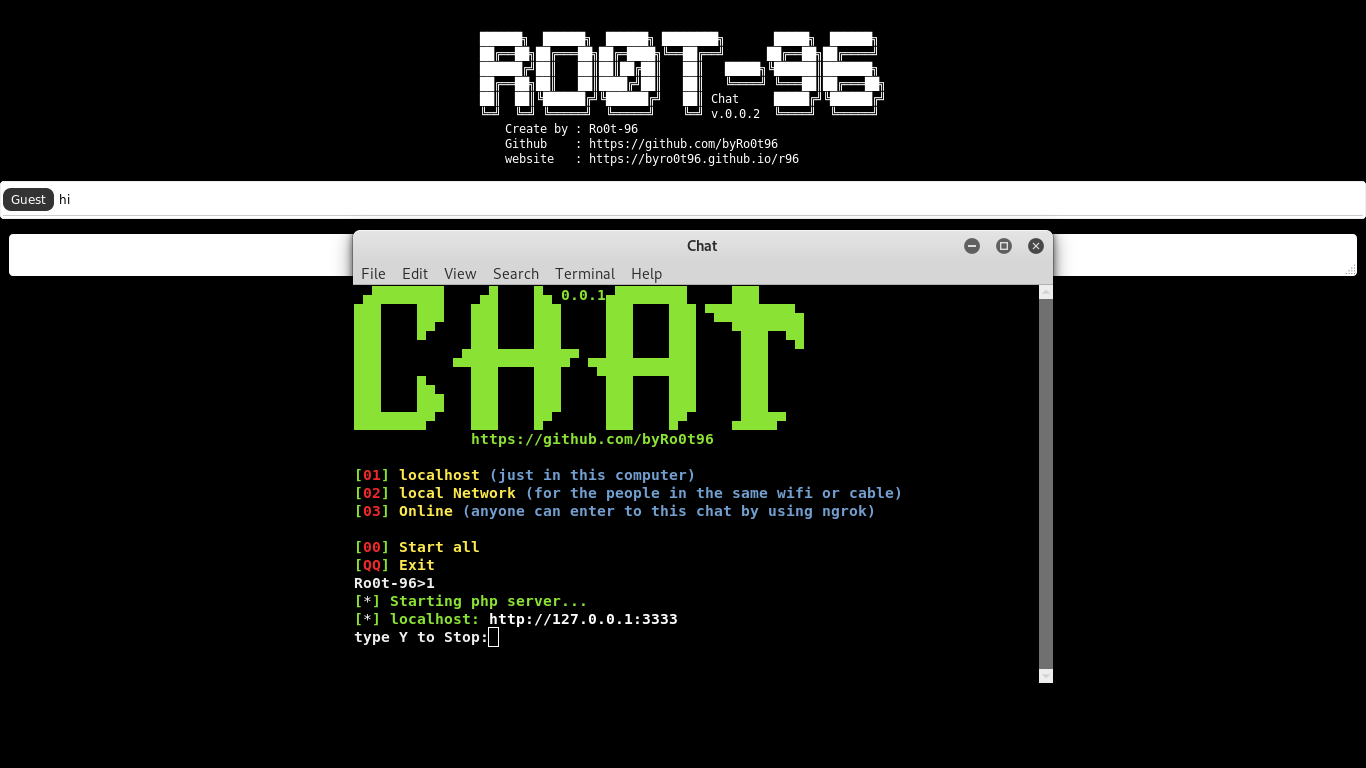 R00T-96
Chat
v.0.0.2
Create by : Ro0t-96
Github : https://github.com/byRo0t96
website : https://byro0t96.github.io/r96
Guest hi
Chat
File Edit View Search Terminal Help
0.0.1
CHAT
https://github.com/byRo0t96
[01] localhost (just in this computer)
[02] local Network (for the people in the same wifi or cable)
[03] Online (anyone can enter to this chat by using ngrok)
[00] Start all
[QQ] Exit
Ro0t-96>1
[*] Starting php server...
[*] localhost: http://127.0.0.1:3333
type Y to Stop: